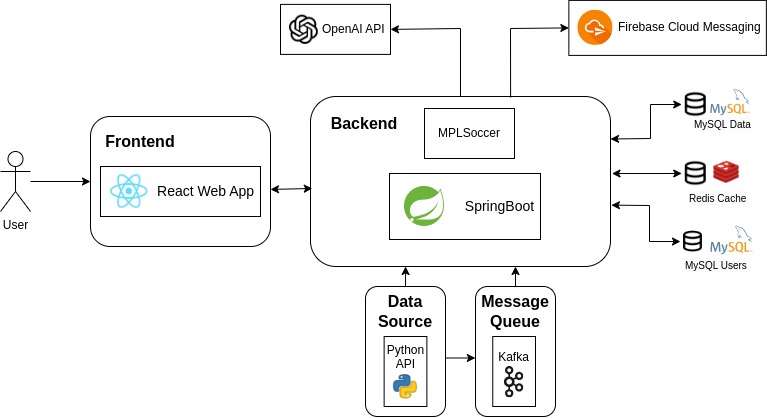 OpenAI API
Firebase Cloud Messaging
Frontend
React Web App
User
Backend
MPLSoccer
SpringBoot
MySQL
MySQL Data
Redis Cache
MySQL
MySQL Users
Data
Source
Python
API
Message
Queue
Kafka